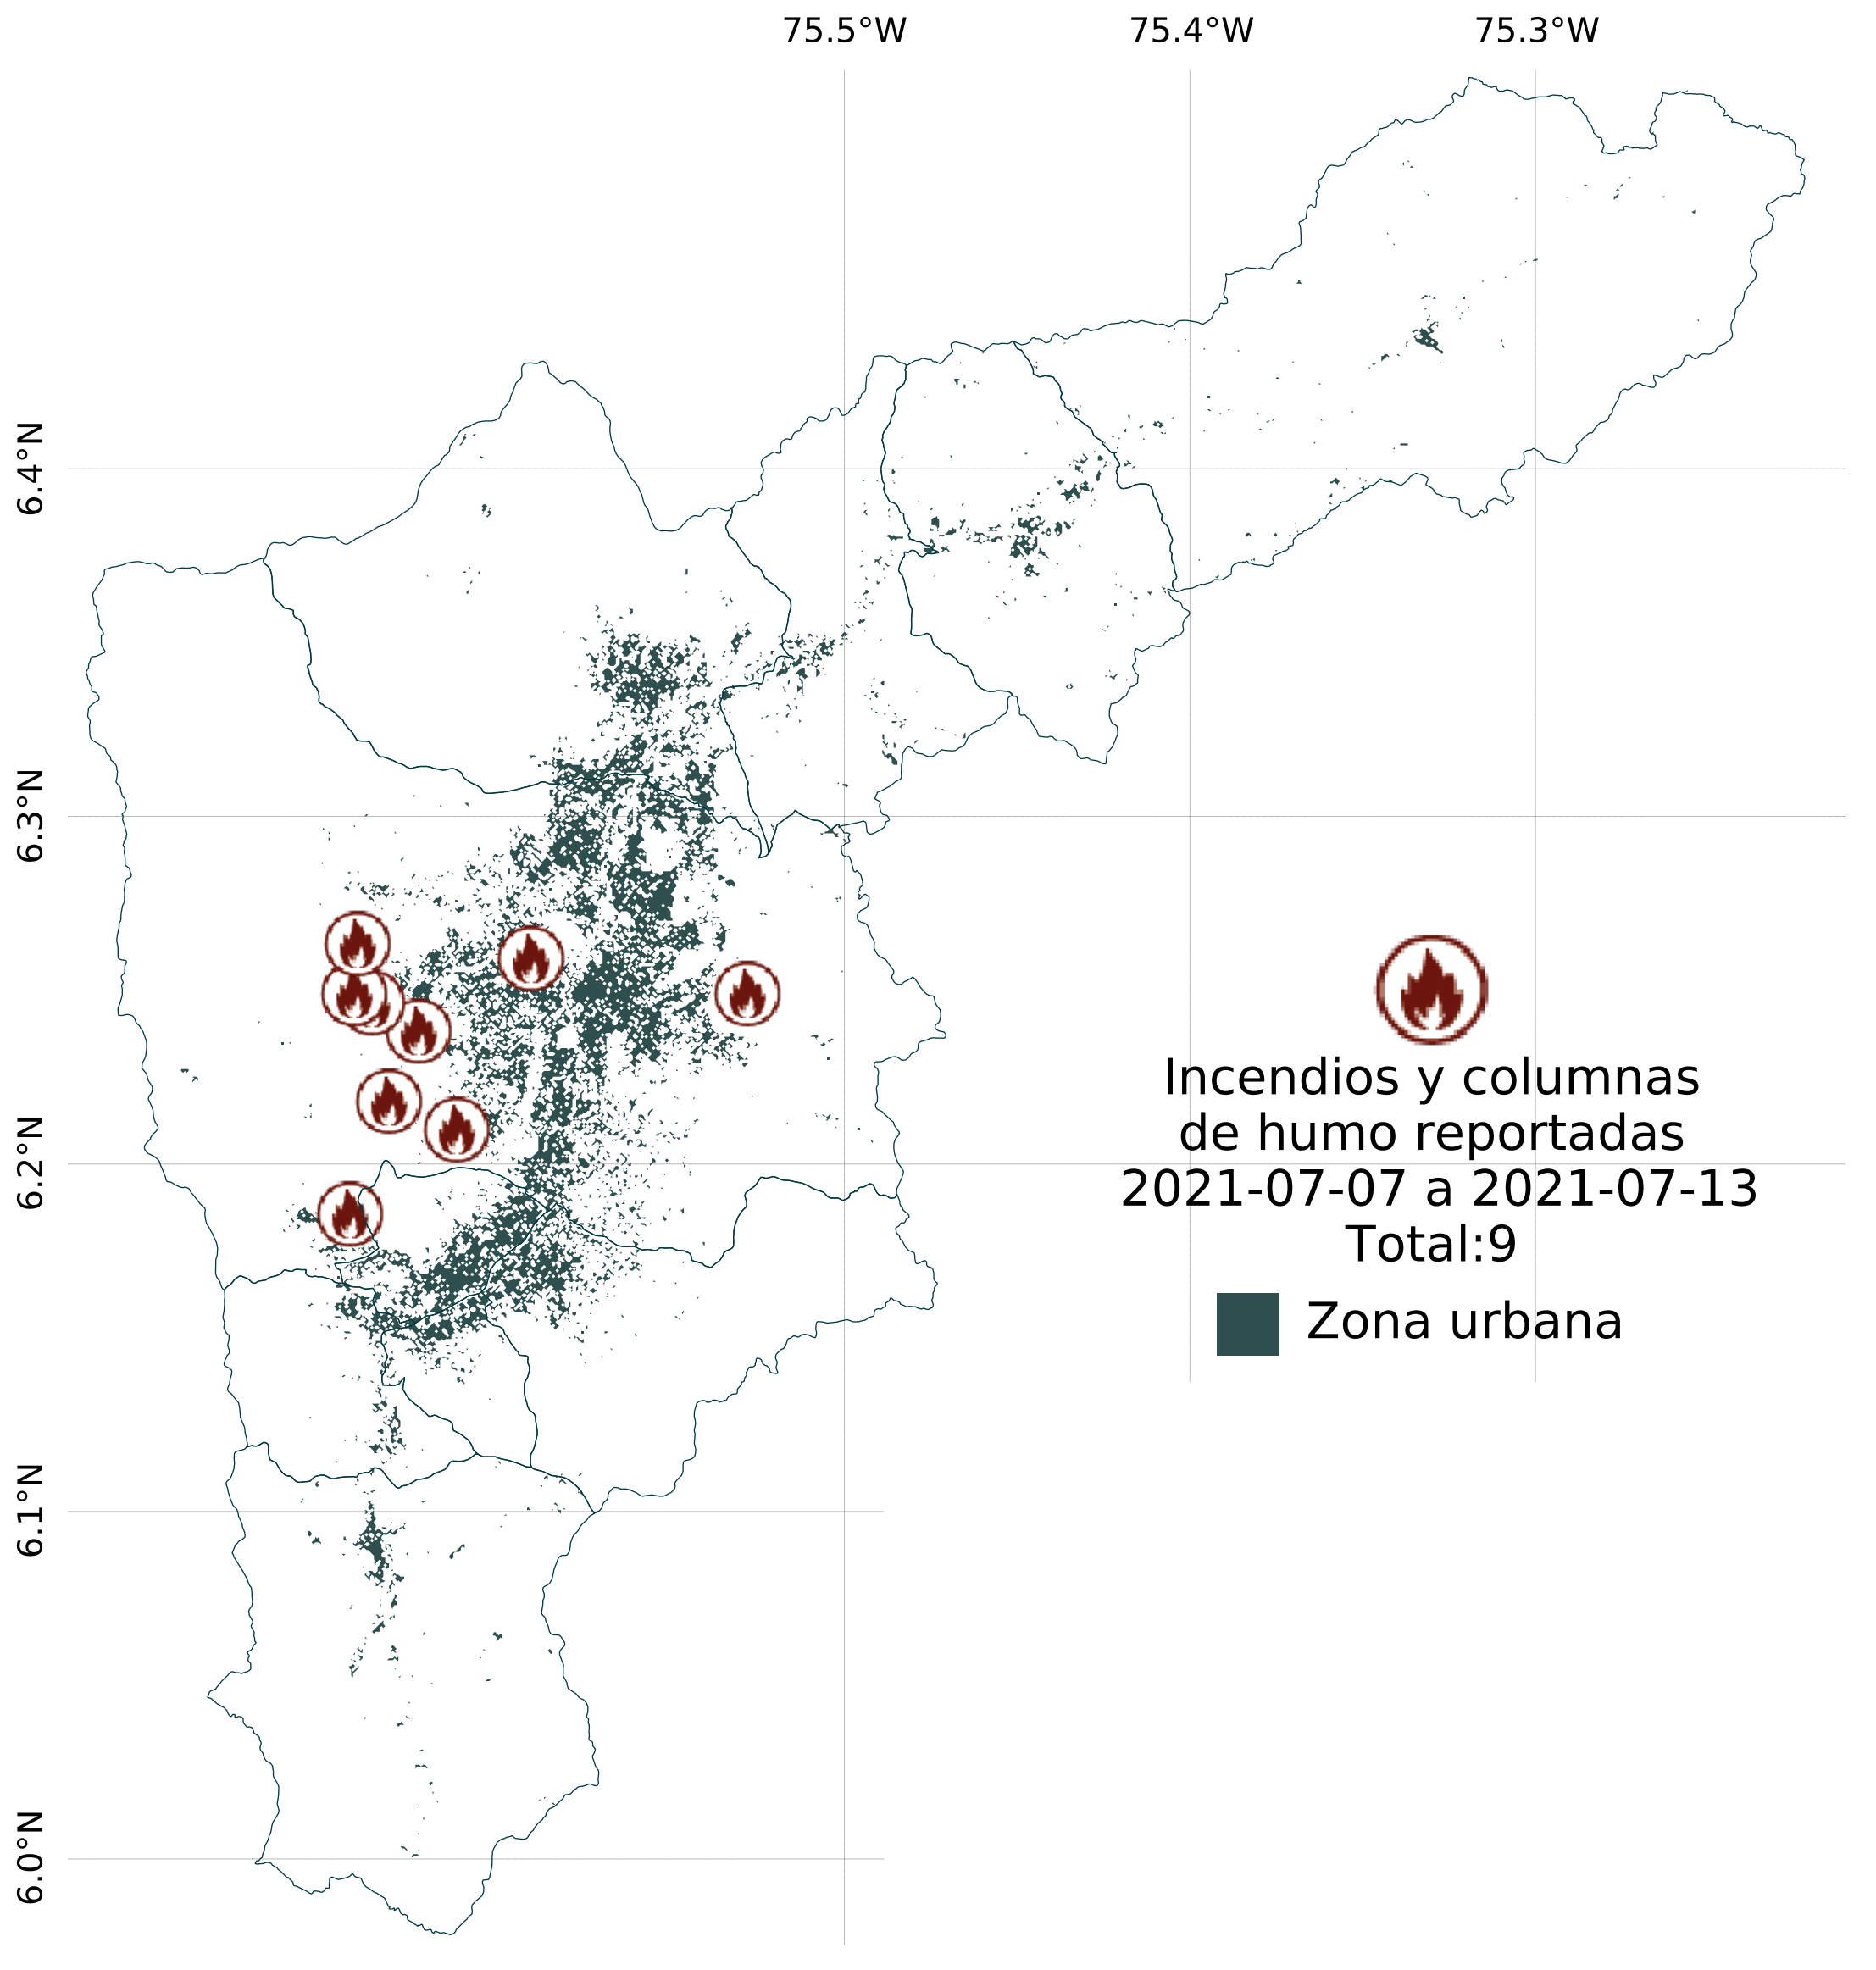 75.5°W 75.4°W 75.3°W
6.4°N
6.3°N
6.2°N
6.1°N
6.0°N
Incendios y columnas
de humo reportadas
2021-07-07 a 2021-07-13
Total:9
Zona urbana